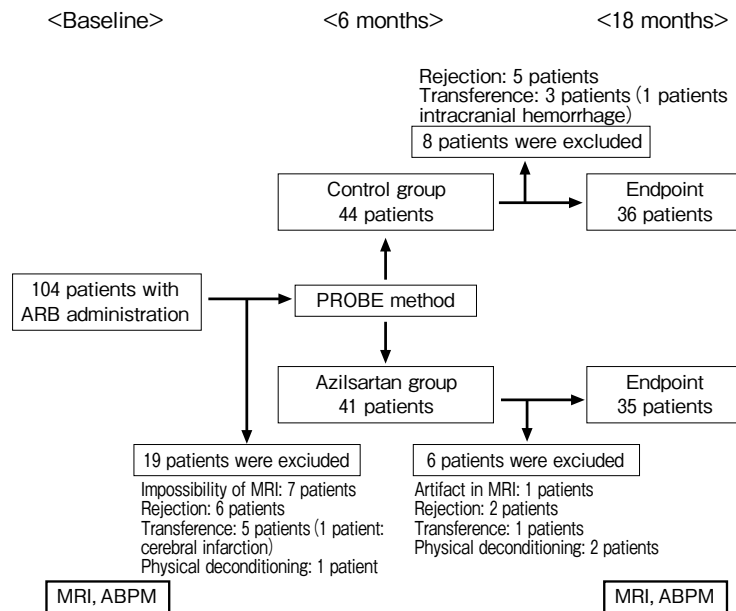 <Baseline>
<6 months>
<18 months>
Rejection: 5 patients
Transference: 3 patients (1 patients
intracranial hemorrhage)
8 patients were excluded
Control group
44 patients
Endpoint
36 patients
104 patients with
ARB administration
PROBE method
Azilsartan group
41 patients
Endpoint
35 patients
19 patients were excluded
Impossibility of MRI: 7 patients
Rejection: 6 patients
Transference: 5 patients (1 patient:
cerebral infarction)
Physical deconditioning: 1 patient
6 patients were excluded
Artifact in MRI: 1 patients
Rejection: 2 patients
Transference: 1 patients
Physical deconditioning: 2 patients
MRI, ABPM
MRI, ABPM